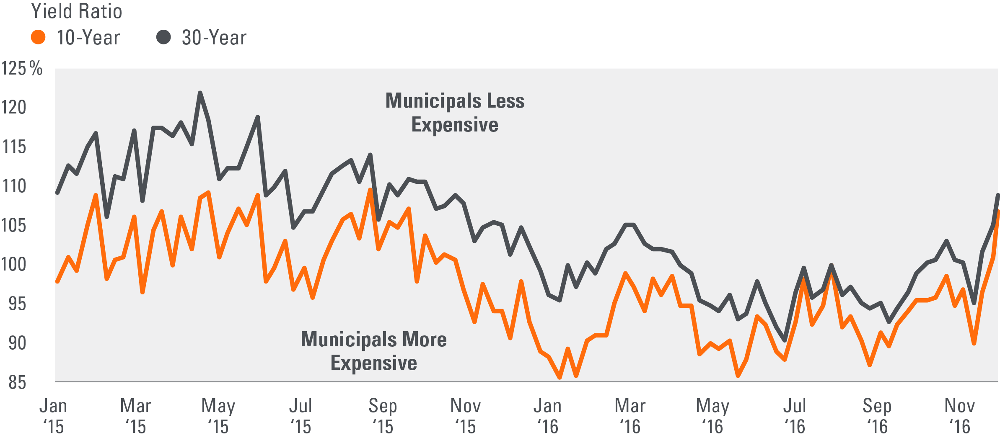 Yield Ratio
10-Year 30-Year
125%
120
115
110
105
100
95
90
85
Municipals Less
Expensive
Municipals More
Expensive
Jan Mar May Jul Sep Nov Jan Mar May Jul Sep Nov
‘15 ‘15 ‘15 ‘15 ‘15 ‘15 ‘16 ‘16 ‘16 ‘16 ‘16 ‘16